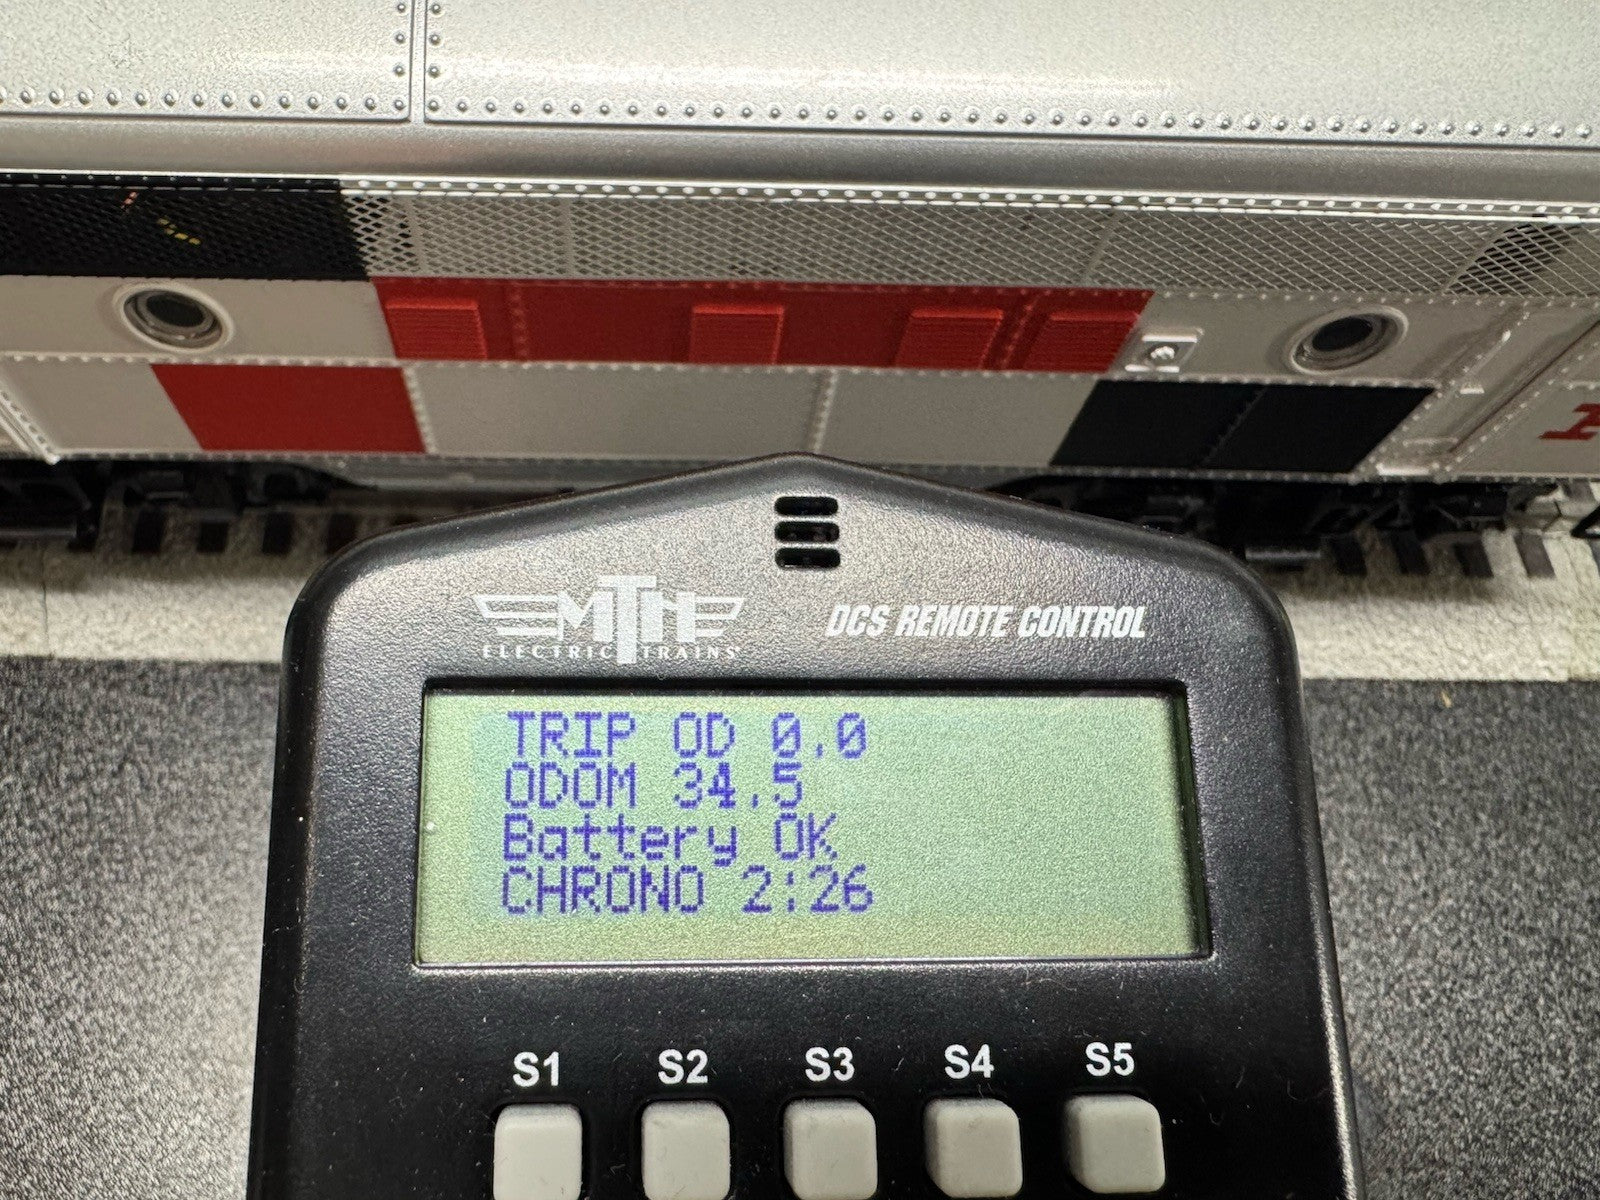 MTH
ELECTRIC TRAINS
DCS REMOTE CONTROL
TRIP OD 0.0
ODOM 34.5
Battery OK
CHRONO 2:26
S1 S2 S3 S4 S5